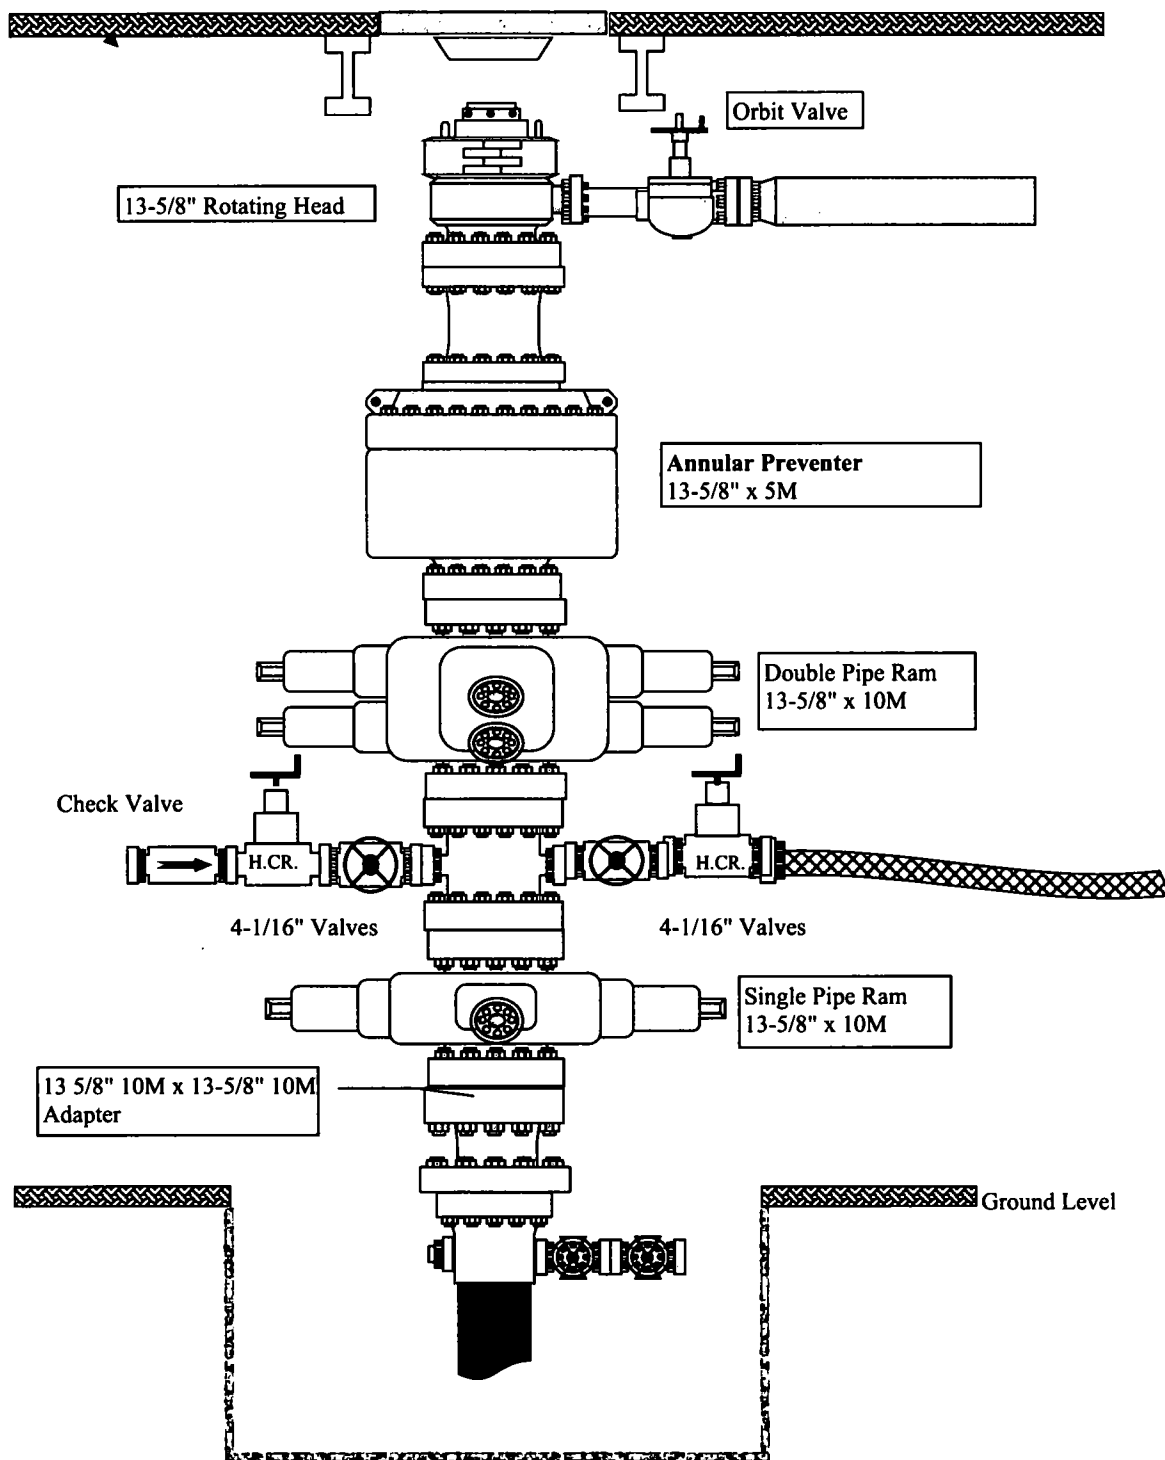 Orbit Valve
13-5/8" Rotating Head
Annular Preventer
13-5/8" x 5M
Double Pipe Ram
13-5/8" x 10M
Check Valve
H.CR.
H.CR.
4-1/16" Valves
4-1/16" Valves
Single Pipe Ram
13-5/8" x 10M
13 5/8" 10M x 13-5/8" 10M
Adapter
Ground Level